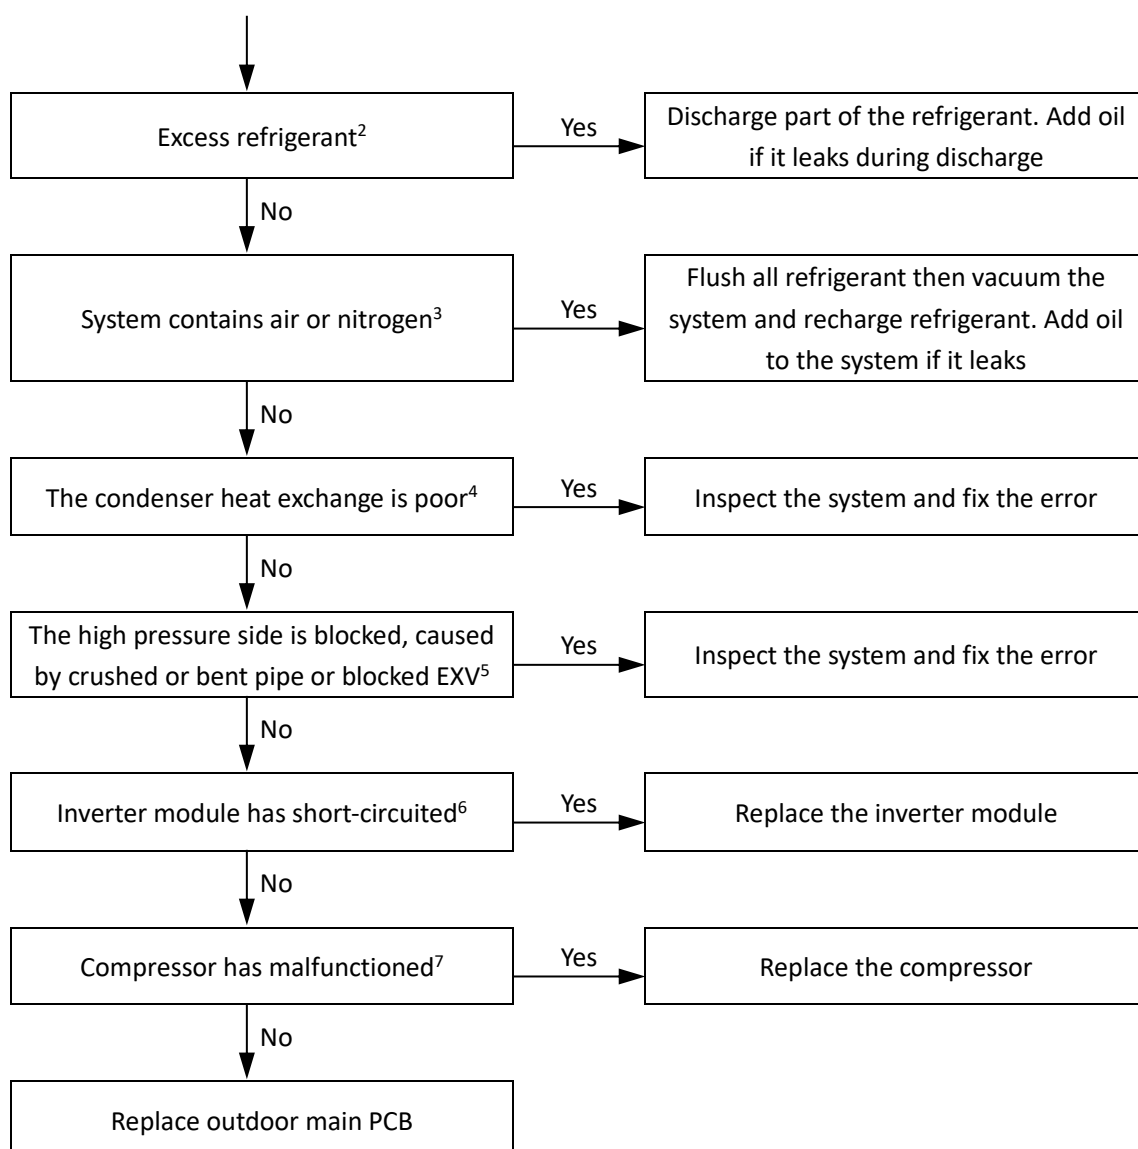 Excess refrigerant²
Yes
Discharge part of the refrigerant. Add oil
if it leaks during discharge
No
System contains air or nitrogen³
Yes
Flush all refrigerant then vacuum the
system and recharge refrigerant. Add oil
to the system if it leaks
No
The condenser heat exchange is poor⁴
Yes
Inspect the system and fix the error
No
The high pressure side is blocked, caused
by crushed or bent pipe or blocked EXV⁵
Yes
Inspect the system and fix the error
No
Inverter module has short-circuited⁶
Yes
Replace the inverter module
No
Compressor has malfunctioned⁷
Yes
Replace the compressor
No
Replace outdoor main PCB